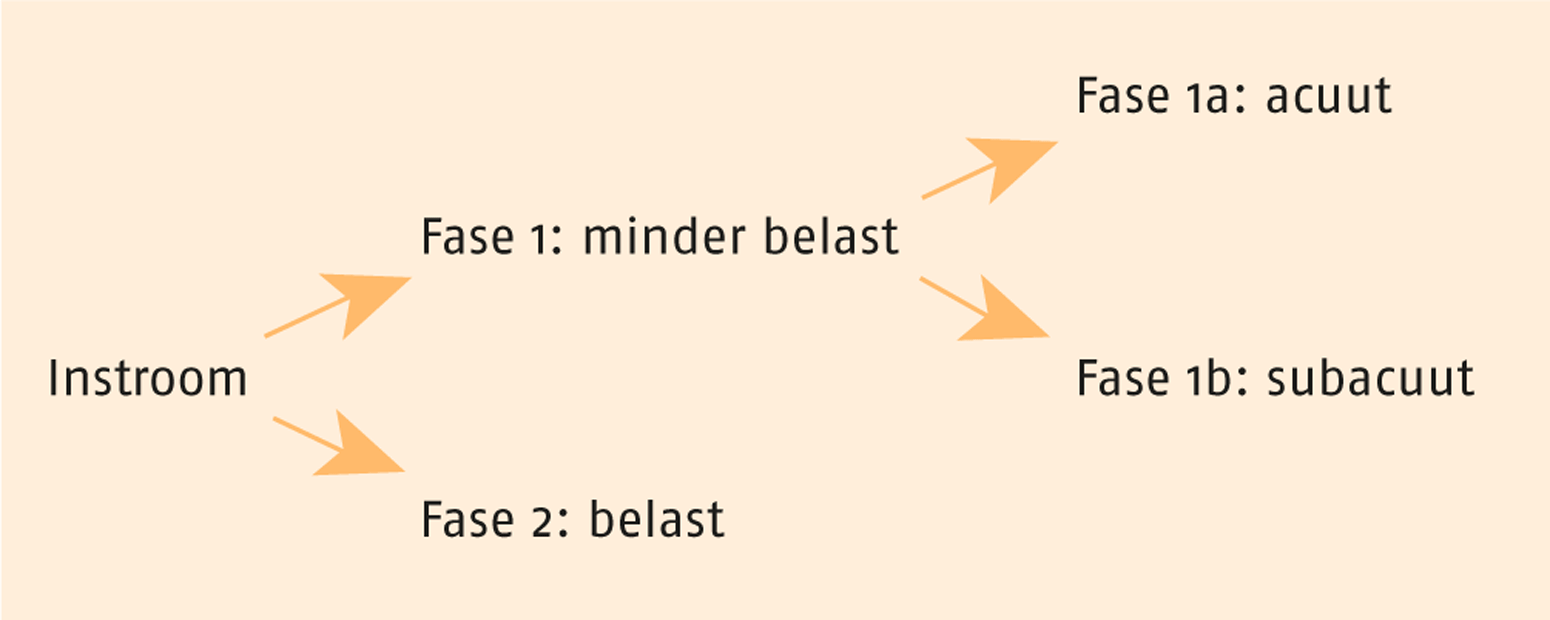 Fase 1a: acuut
Fase 1: minder belast
Instroom
Fase 1b: subacuut
Fase 2: belast